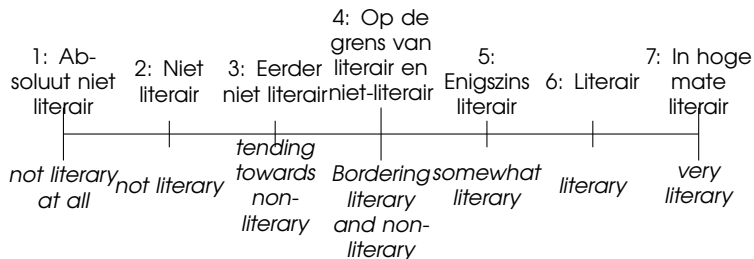 1: Ab-
soluut niet
literair
2: Niet
literair
3: Eerder
niet literair
4: Op de
grens van
literair en
niet-literair
5:
Enigszins
literair
6: Literair
7: In hoge
mate
literair
not literary
at all
not literary
tending
towards
non-
literary
Bordering
literary
and non-
literary
somewhat
literary
literary
very
literary